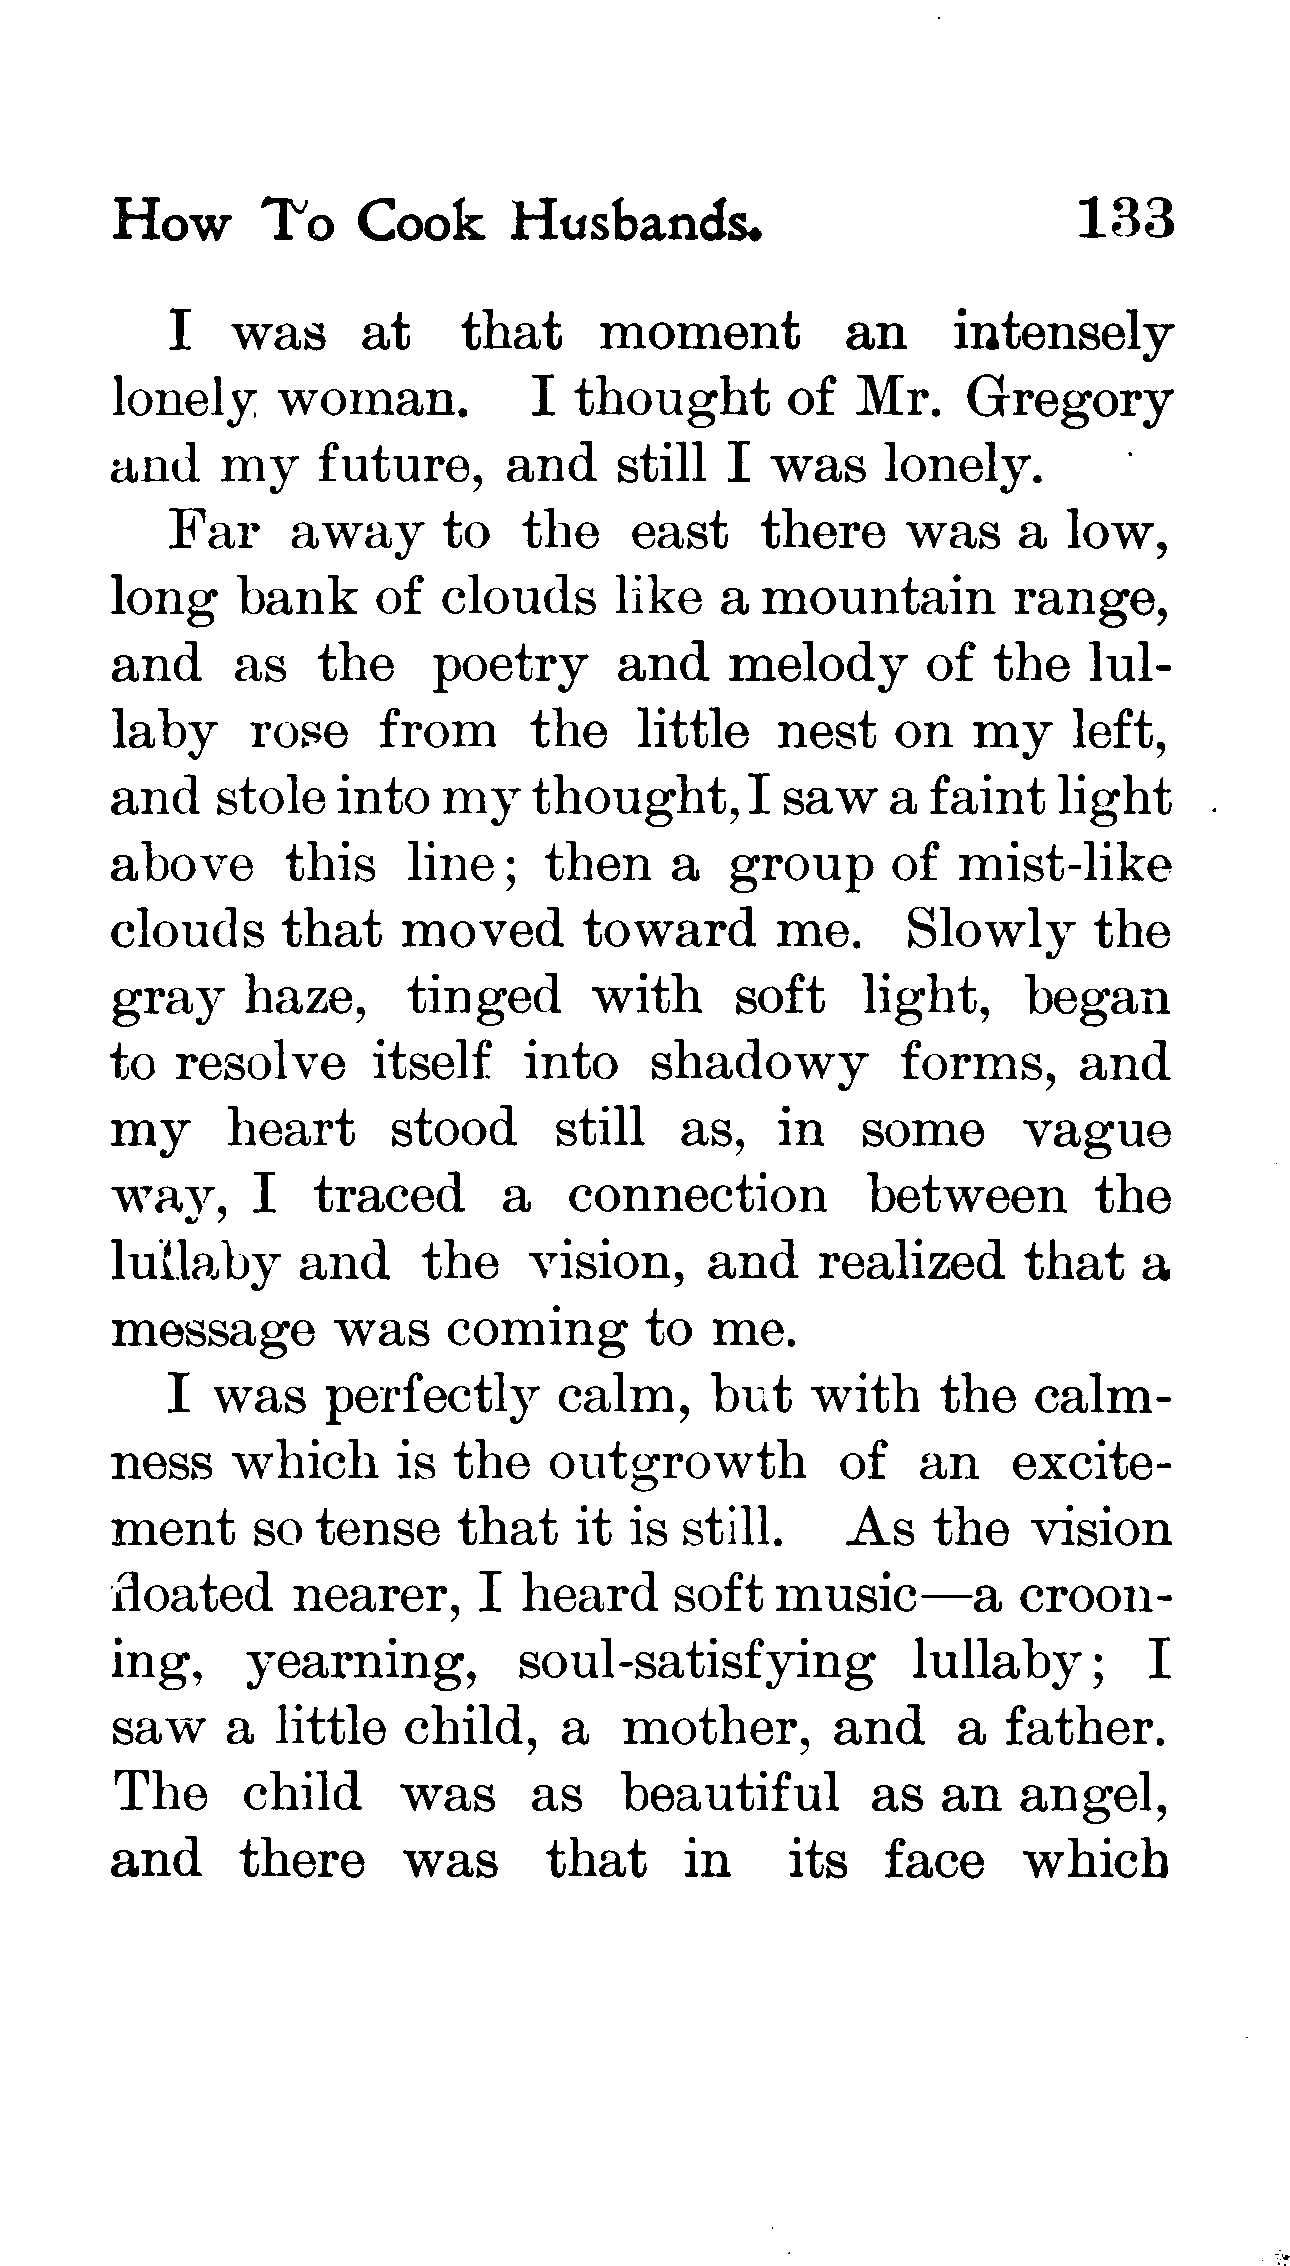 How To Cook Husbands. 133
I was at that moment an intensely
lonely woman. I thought of Mr. Gregory
and my future, and still I was lonely.
Far away to the east there was a low,
long bank of clouds like a mountain range,
and as the poetry and melody of the lul-
laby rose from the little nest on my left,
and stole into my thought, I saw a faint light
above this line; then a group of mist-like
clouds that moved toward me. Slowly the
gray haze, tinged with soft light, began
to resolve itself into shadowy forms, and
my heart stood still as, in some vague
way, I traced a connection between the
lullaby and the vision, and realized that a
message was coming to me.
I was perfectly calm, but with the calm-
ness which is the outgrowth of an excite-
ment so tense that it is still. As the vision
floated nearer, I heard soft music—a croon-
ing, yearning, soul-satisfying lullaby; I
saw a little child, a mother, and a father.
The child was as beautiful as an angel,
and there was that in its face which